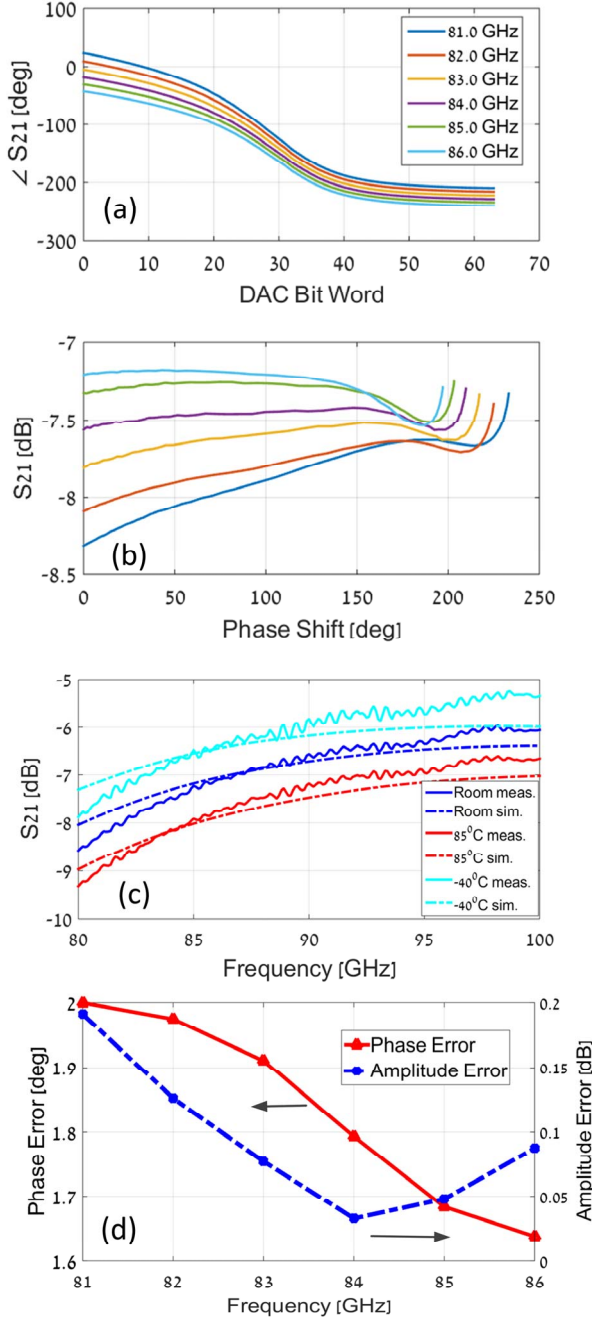 100
0
-100
-200
-300
∠ S21 [deg]
81.0 GHz
82.0 GHz
83.0 GHz
84.0 GHz
85.0 GHz
86.0 GHz
(a)
0 10 20 30 40 50 60 70
DAC Bit Word
-7
-7.5
-8
-8.5
S21 [dB]
(b)
0 50 100 150 200 250
Phase Shift [deg]
-5
-6
-7
-8
-9
-10
S21 [dB]
Room meas.
Room sim.
85⁰C meas.
85⁰C sim.
-40⁰C meas.
-40⁰C sim.
(c)
80 85 90 95 100
Frequency [GHz]
2
1.9
1.8
1.7
1.6
Phase Error [deg]
Phase Error
Amplitude Error
0.2
0.15
0.1
0.05
0
Amplitude Error [dB]
(d)
81 82 83 84 85 86
Frequency [GHz]